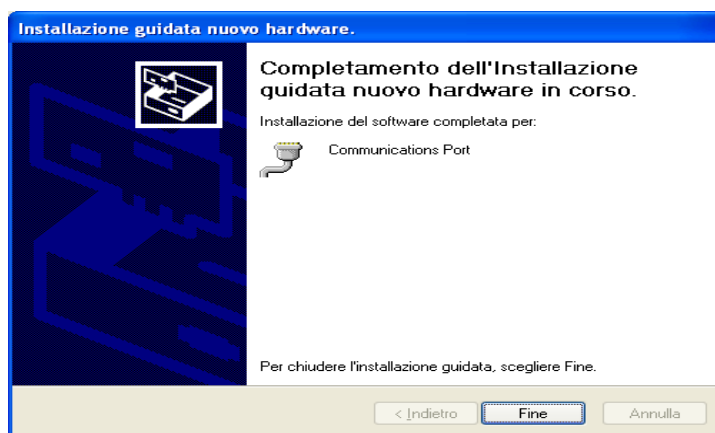 Installazione guidata nuovo hardware.
Completamento dell'Installazione
guidata nuovo hardware in corso.
Installazione del software completata per:
Communications Port
Per chiudere l'installazione guidata, scegliere Fine.
< Indietro
Fine
Annulla